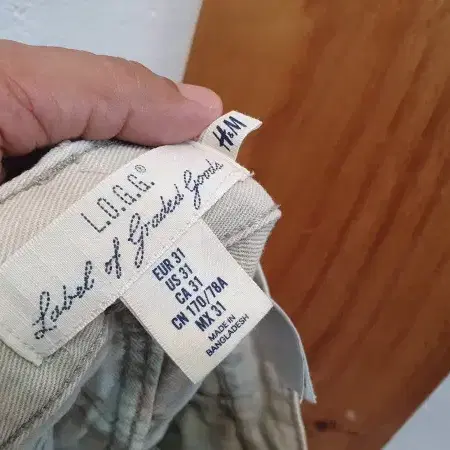 H&M
L.O.G.G.®
Label of Graded Goods
EUR 31
US 31
CA 31
CN 170/78A
MX 31
MADE IN
BANGLADESH